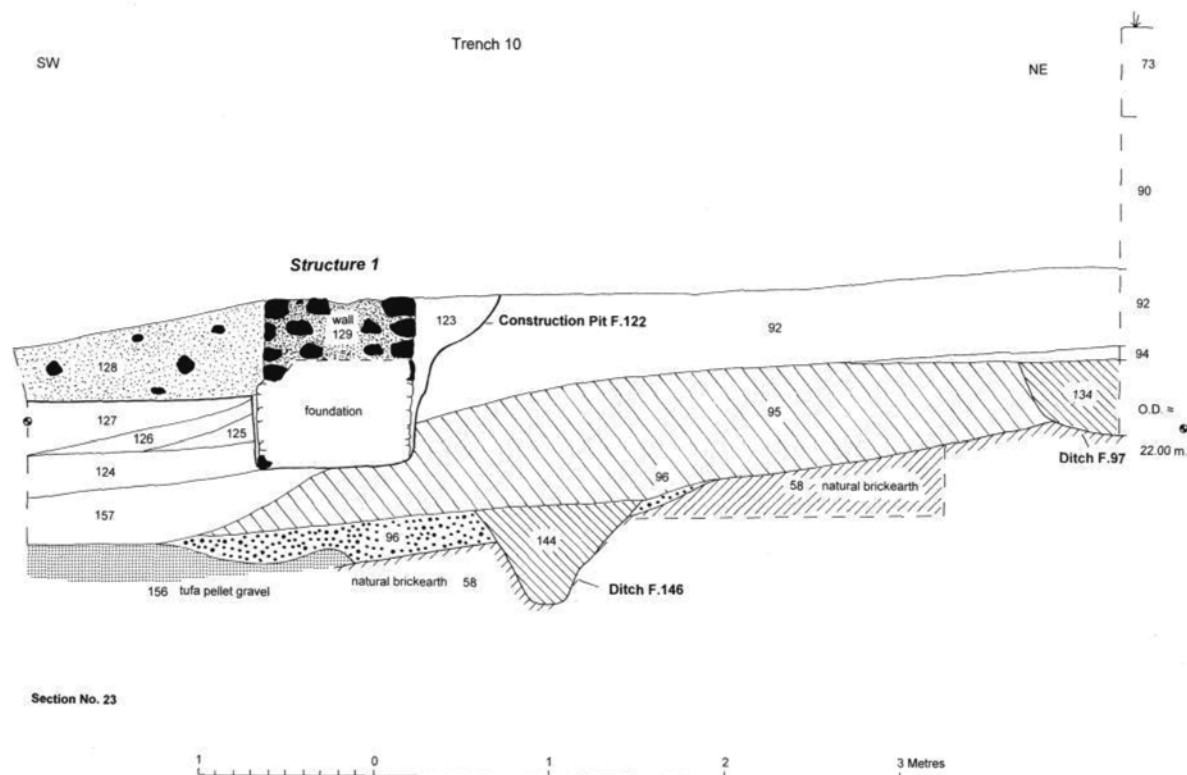 Trench 10
SW
NE
73
90
Structure 1
wall
129
123
Construction Pit F.122
92
92
94
128
foundation
127
126
125
95
134
O.D. =
22.00 m.
Ditch F.97
124
96
58 natural brickearth
157
96
144
156 tufa pellet gravel
natural brickearth 58
Ditch F.146
Section No. 23
1 0 1 2 3 Metres